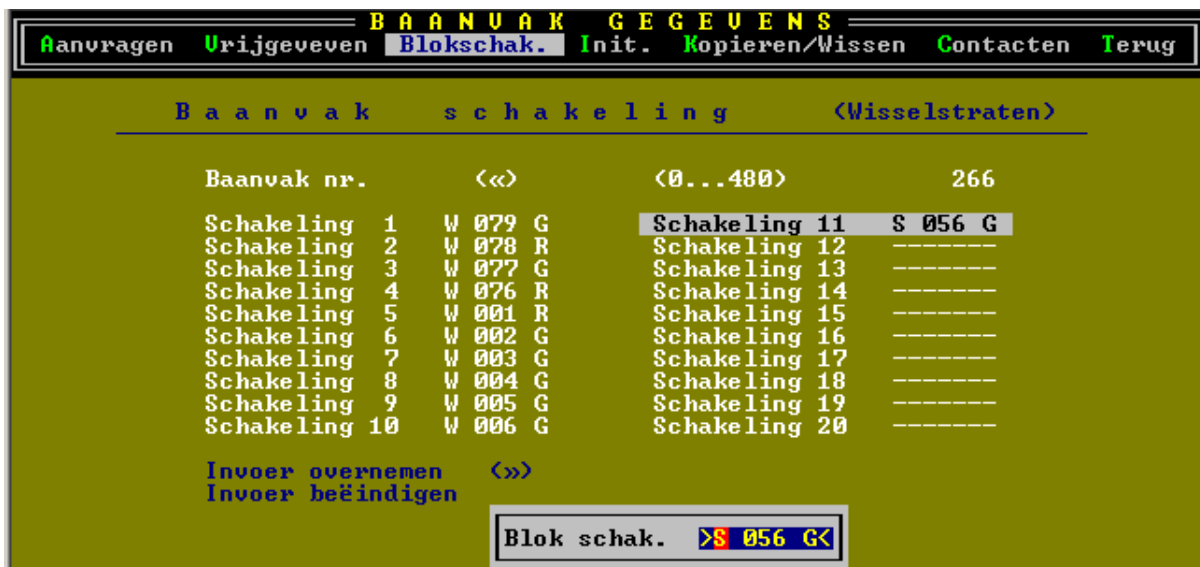 BAANVAK GEGEVENS
Aanvragen Vrijgeveven Blokschak. Init. Kopieren/Wissen Contacten Terug
Baanvak schakeling (Wisselstraten)
Baanvak nr. («) (0...480) 266
Schakeling 1 W 079 G Schakeling 11 S 056 G
Schakeling 2 W 078 R Schakeling 12 -------
Schakeling 3 W 077 G Schakeling 13 -------
Schakeling 4 W 076 R Schakeling 14 -------
Schakeling 5 W 001 R Schakeling 15 -------
Schakeling 6 W 002 G Schakeling 16 -------
Schakeling 7 W 003 G Schakeling 17 -------
Schakeling 8 W 004 G Schakeling 18 -------
Schakeling 9 W 005 G Schakeling 19 -------
Schakeling 10 W 006 G Schakeling 20 -------
Invoer overnemen (»)
Invoer beëindigen
Blok schak. >S 056 G<